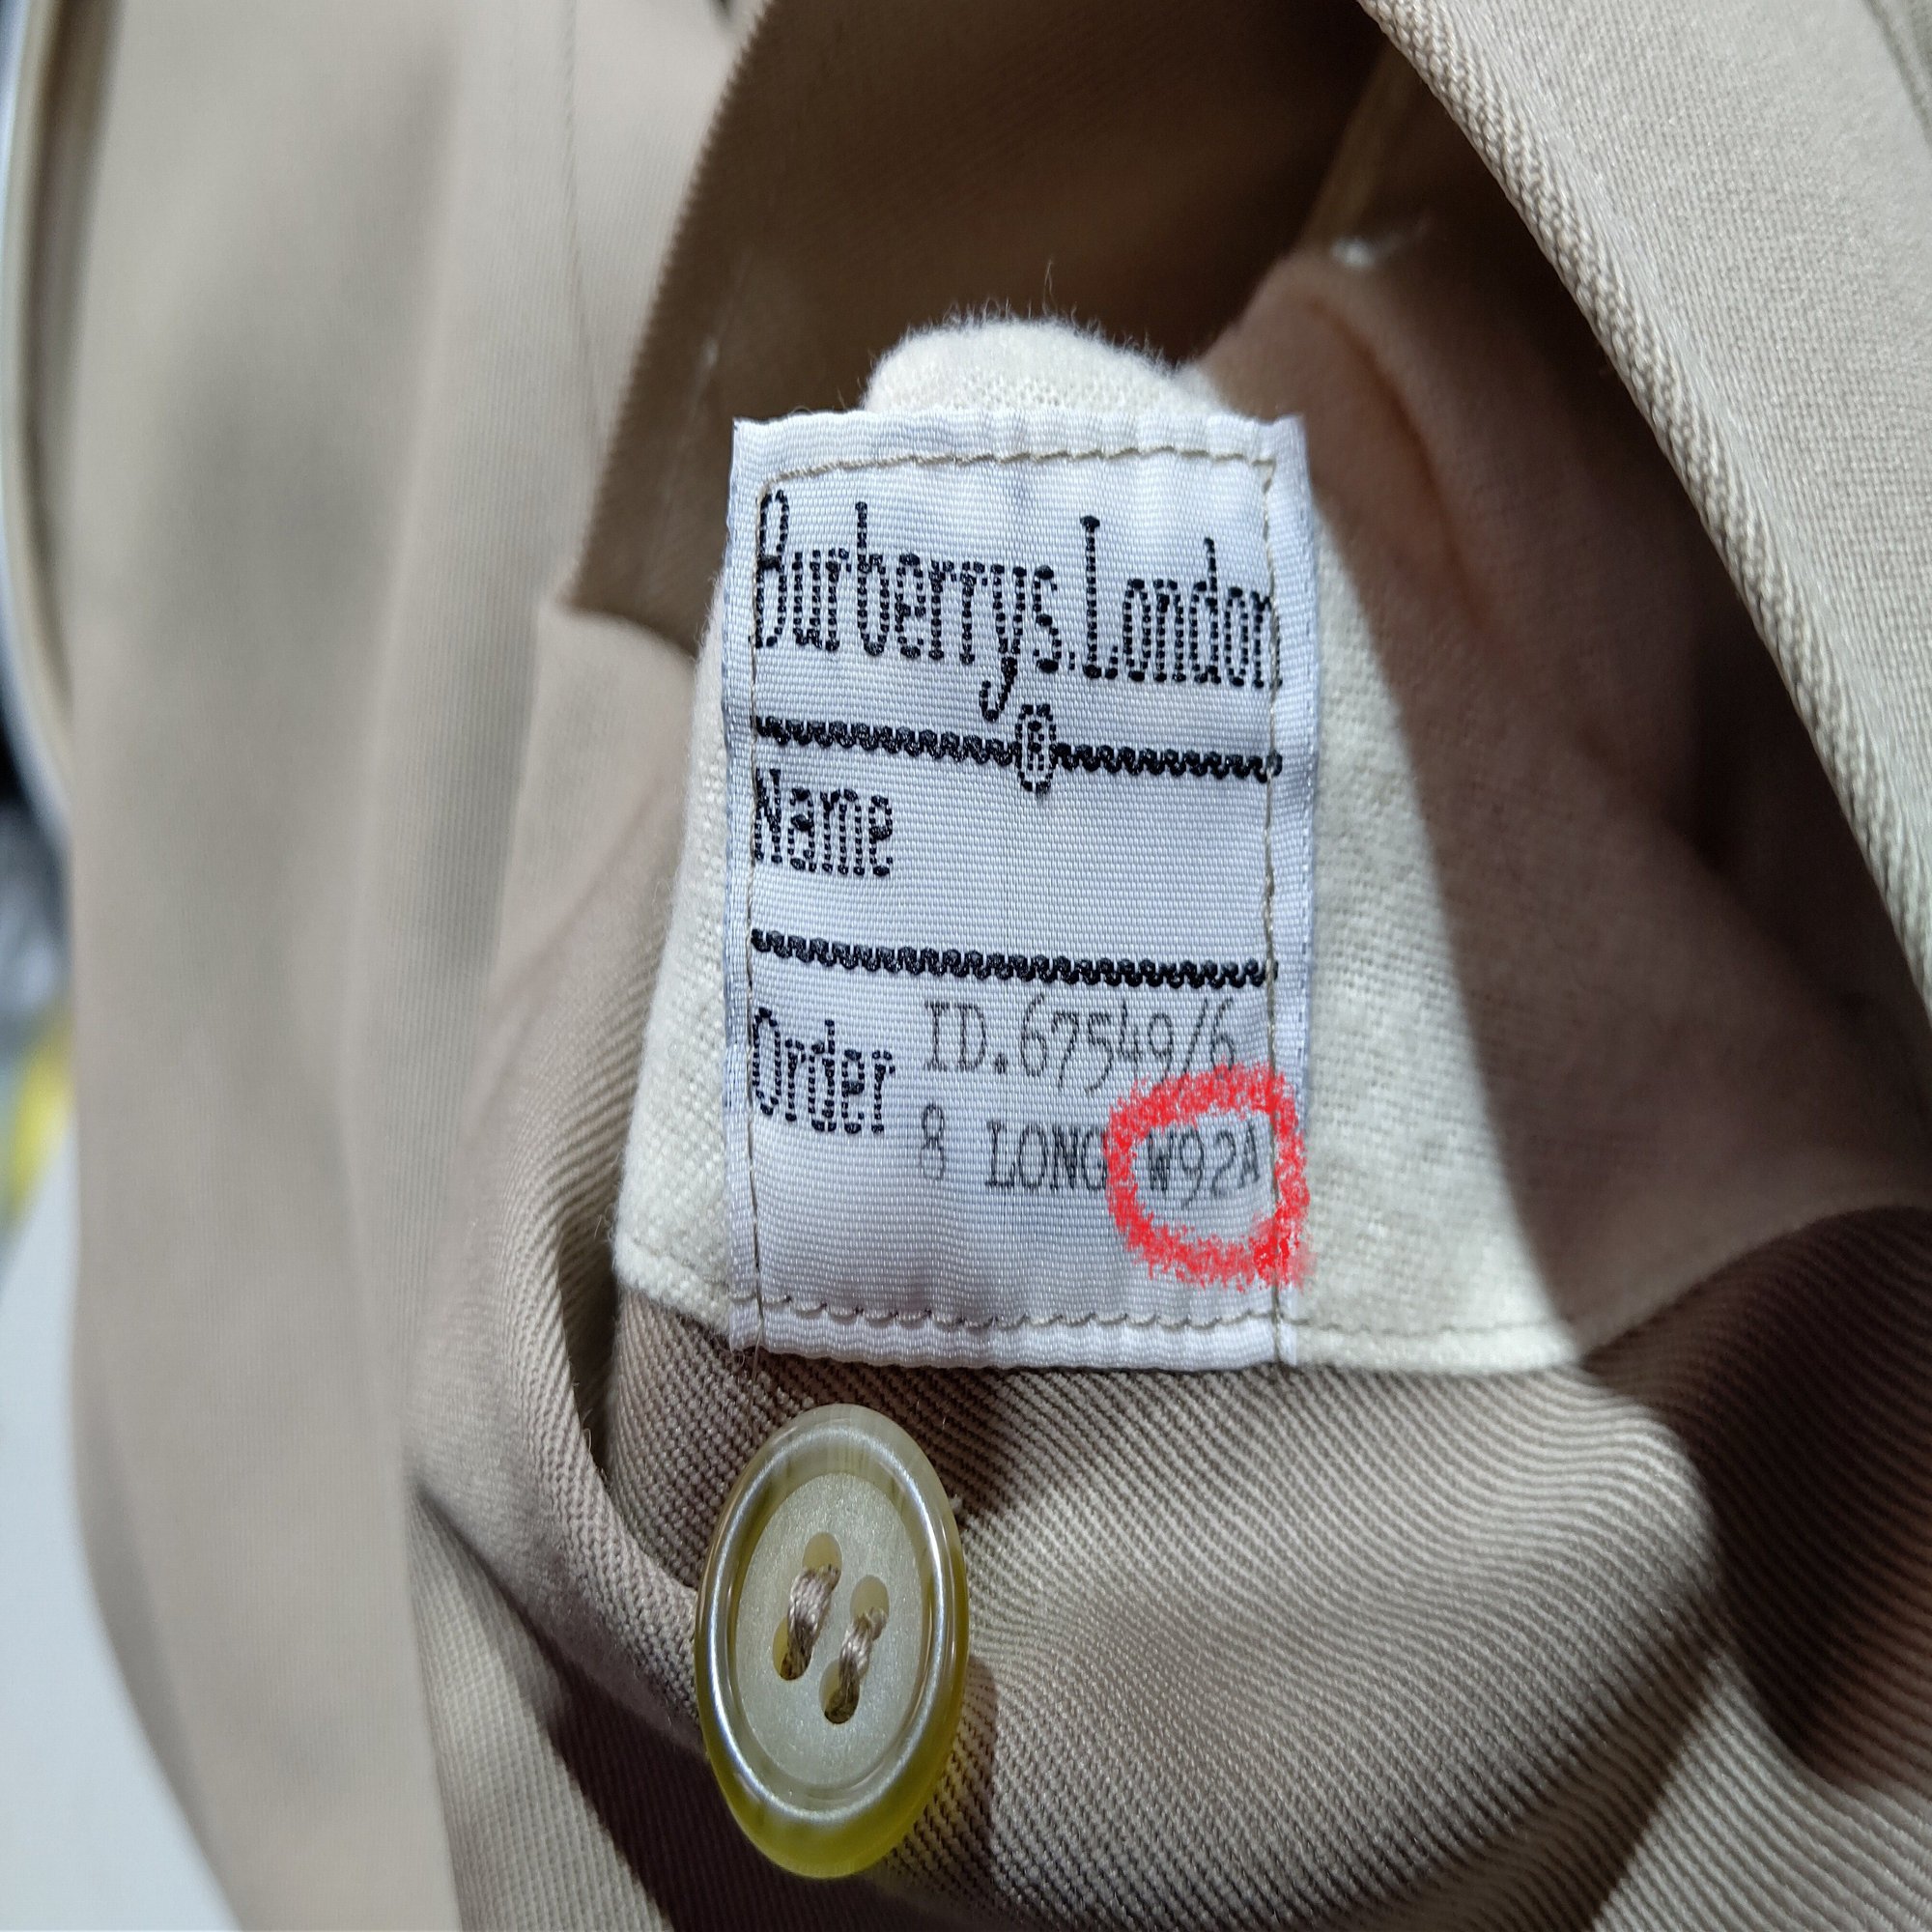 Burberrys.London
®
Name
Order ID.67549/6
8 LONG W92A